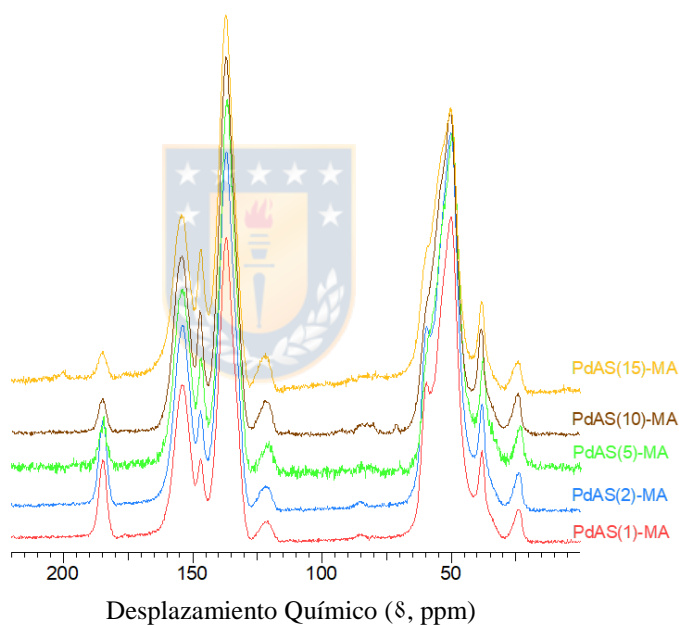 PdAS(15)-MA
PdAS(10)-MA
PdAS(5)-MA
PdAS(2)-MA
PdAS(1)-MA
200 150 100 50
Desplazamiento Químico (δ, ppm)